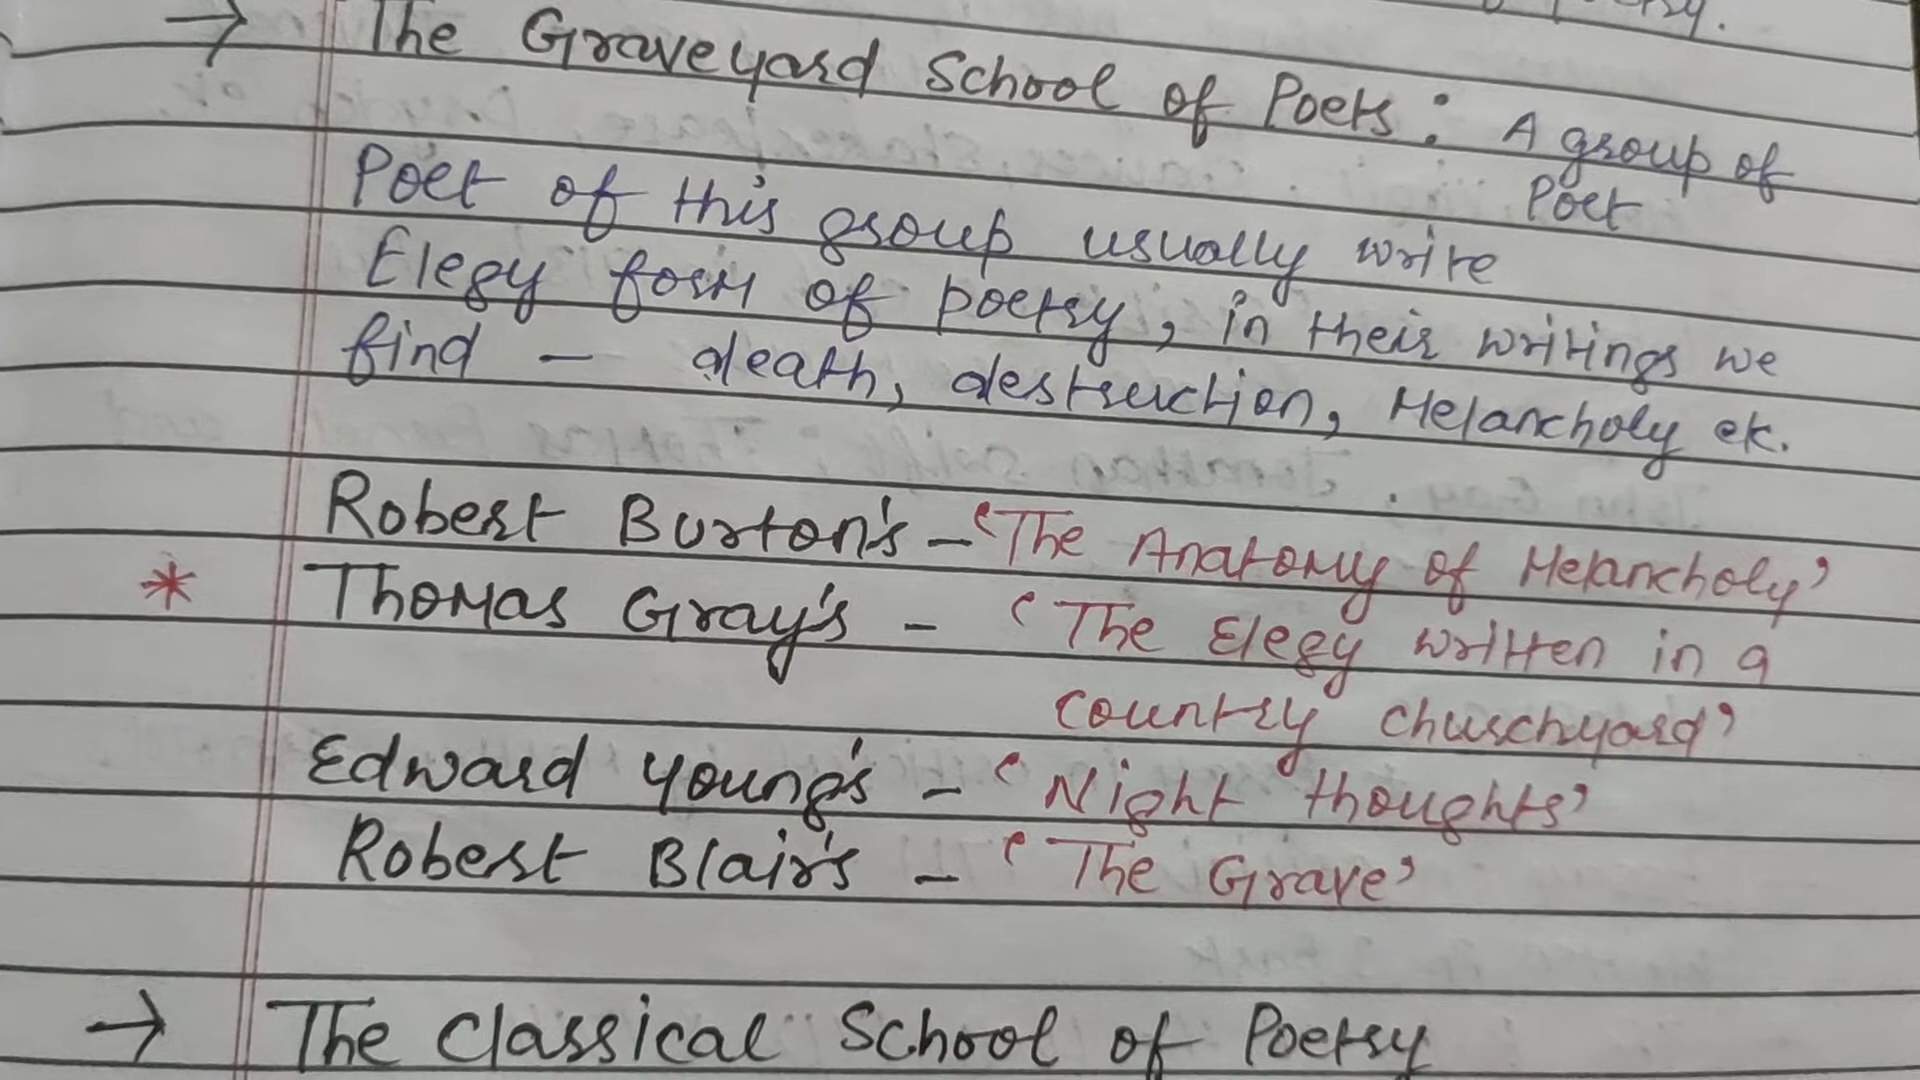 → The Graveyard School of Poets : A group of
Poet
Poet of this group usually write
Elegy form of poetry, in their writings we
find - death, destruction, Melancholy etc.
Robert Burton's - 'The Anatomy of Melancholy'
* Thomas Gray's - 'The Elegy written in a
country churchyard'
Edward Young's - 'Night thoughts'
Robert Blair's - 'The Grave'
→ The Classical School of Poetry